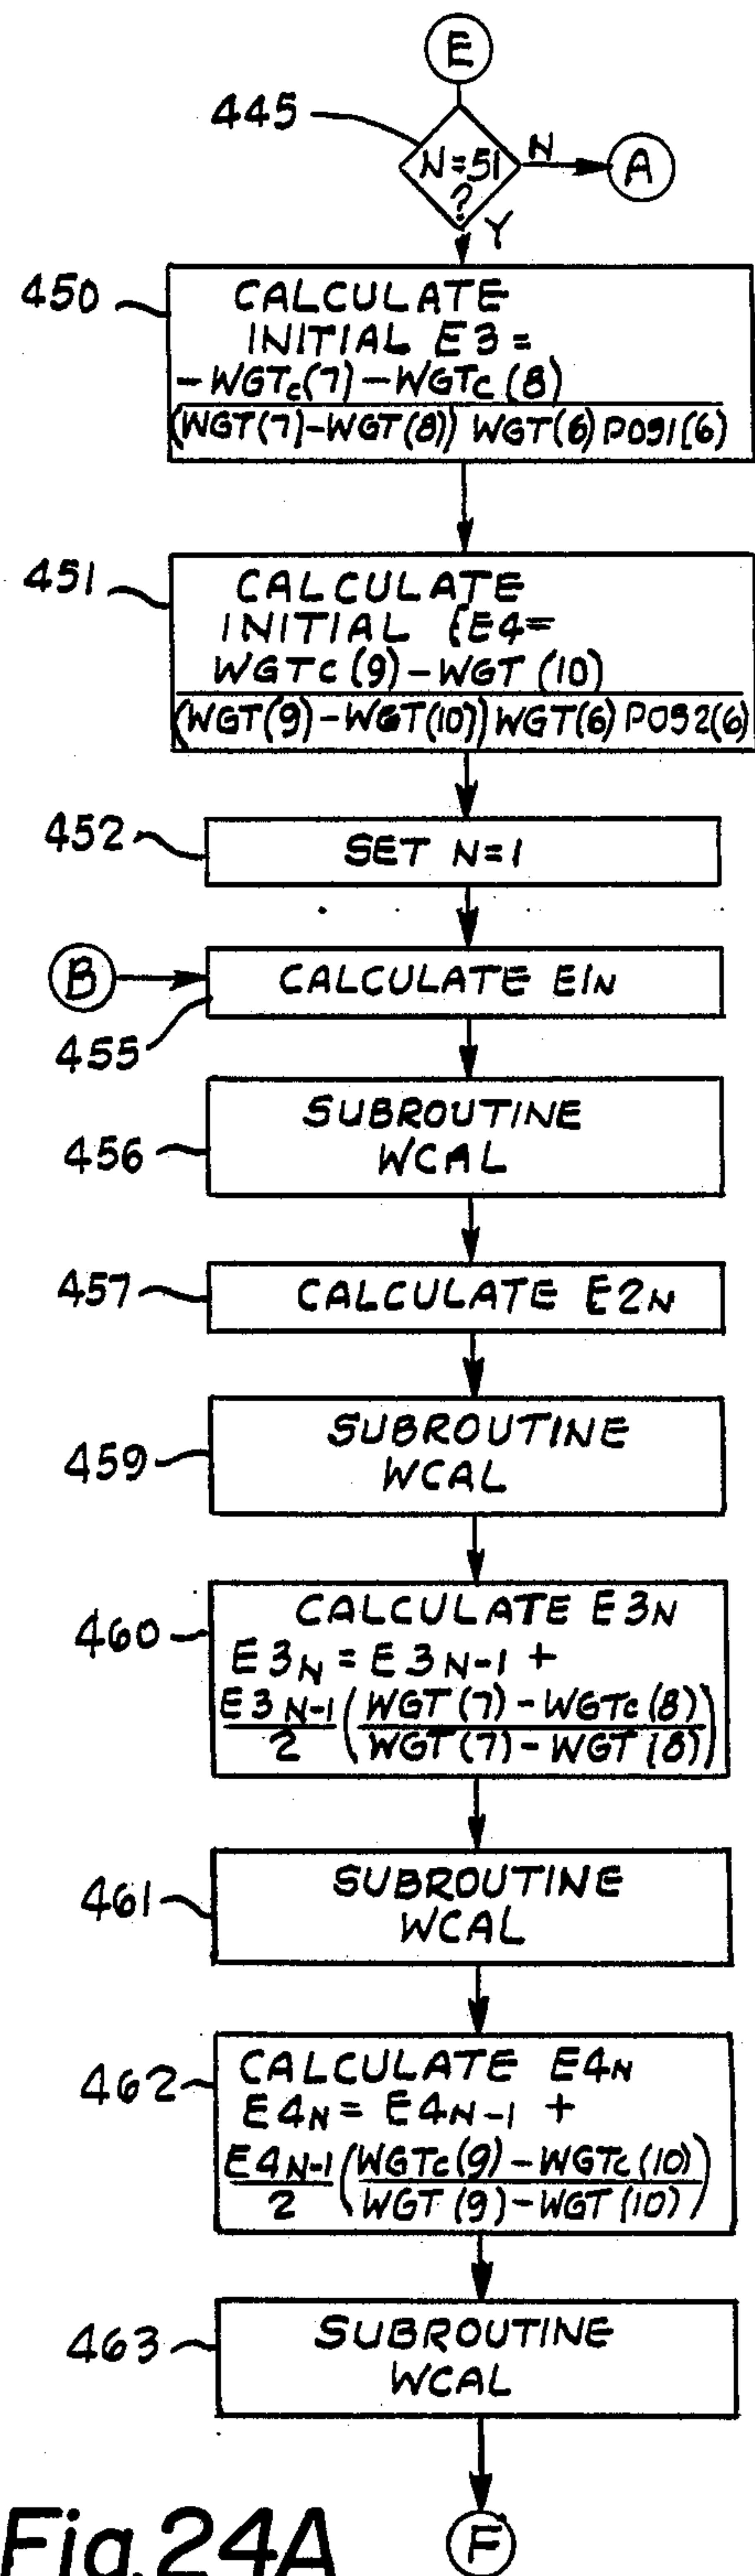 E
445
N=51
?
N
A
Y
450
CALCULATE
INITIAL E3 =
-WGTc(7)-WGTc(8)
(WGT(7)-WGT(8)) WGT(6) POS1(6)
451
CALCULATE
INITIAL {E4=
WGTc(9)-WGT(10)
(WGT(9)-WGT(10)) WGT(6) POS2(6)
452
SET N=1
B
CALCULATE E1N
455
SUBROUTINE
WCAL
456
457
CALCULATE E2N
SUBROUTINE
WCAL
459
CALCULATE E3N
460
E3N = E3N-1 +
E3N-1 (WGT(7)-WGTc(8))
2 WGT(7)-WGT(8)
SUBROUTINE
WCAL
461
CALCULATE E4N
462
E4N = E4N-1 +
E4N-1 (WGTc(9)-WGTc(10))
2 WGT(9)-WGT(10)
SUBROUTINE
WCAL
463
F
Fig.24A